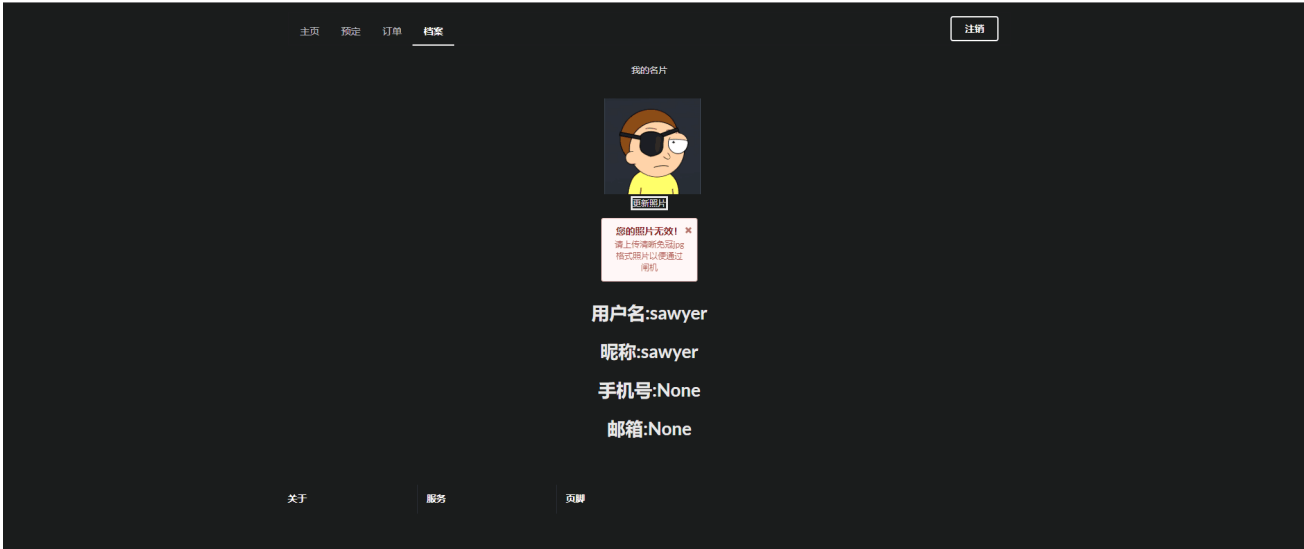 主页 预定 订单 档案 注销
我的名片
更新照片
您的照片无效！
请上传清晰免冠jpg
格式照片以便通过
闸机
用户名:sawyer
昵称:sawyer
手机号:None
邮箱:None
关于 服务 页脚